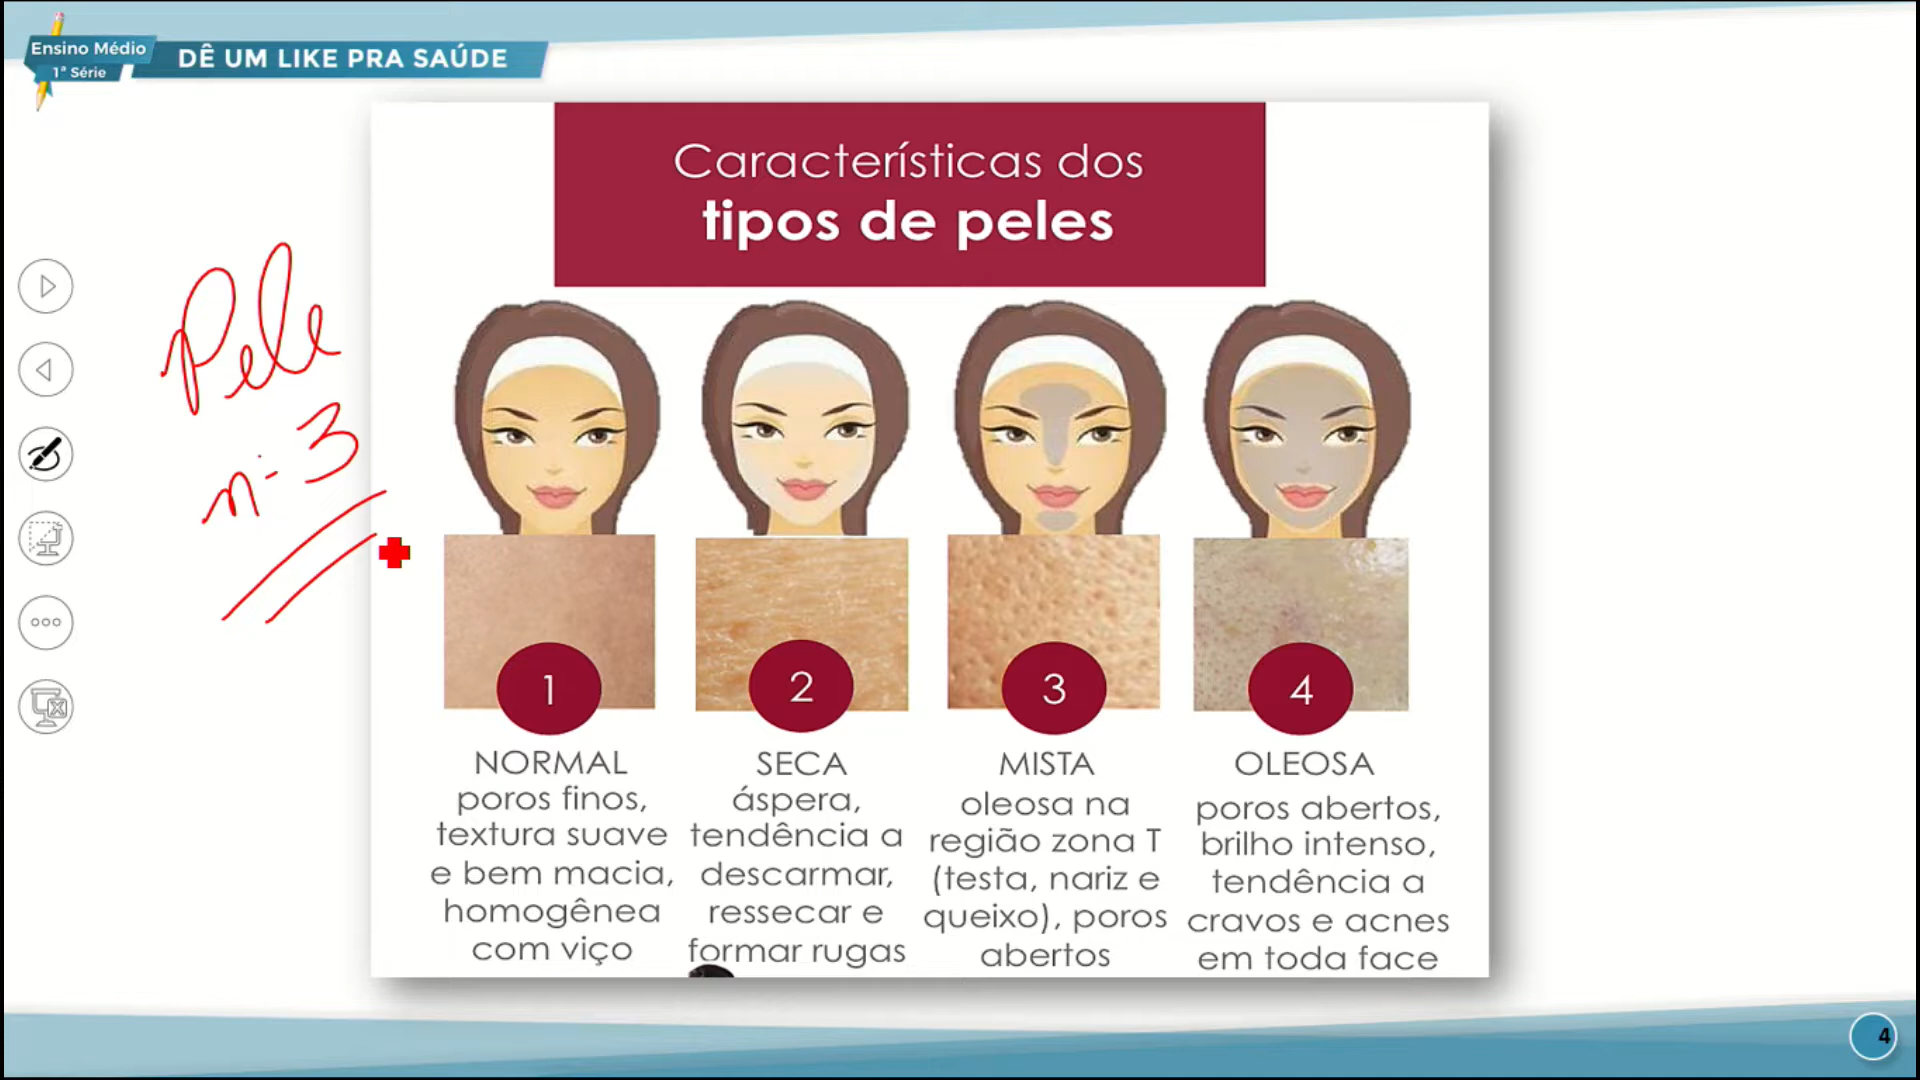 Ensino Médio
1ª Série
DÊ UM LIKE PRA SAÚDE
Características dos
tipos de peles
Pele
nº 3
1
2
3
4
NORMAL
poros finos,
textura suave
e bem macia,
homogênea
com viço
SECA
áspera,
tendência a
descarmar,
ressecar e
formar rugas
MISTA
oleosa na
região zona T
(testa, nariz e
queixo), poros
abertos
OLEOSA
poros abertos,
brilho intenso,
tendência a
cravos e acnes
em toda face
4